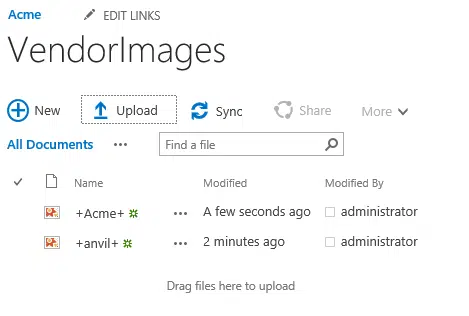 Acme EDIT LINKS
VendorImages
New Upload Sync Share More
All Documents ••• Find a file
Name Modified Modified By
+Acme+ ••• A few seconds ago administrator
+anvil+ ••• 2 minutes ago administrator
Drag files here to upload